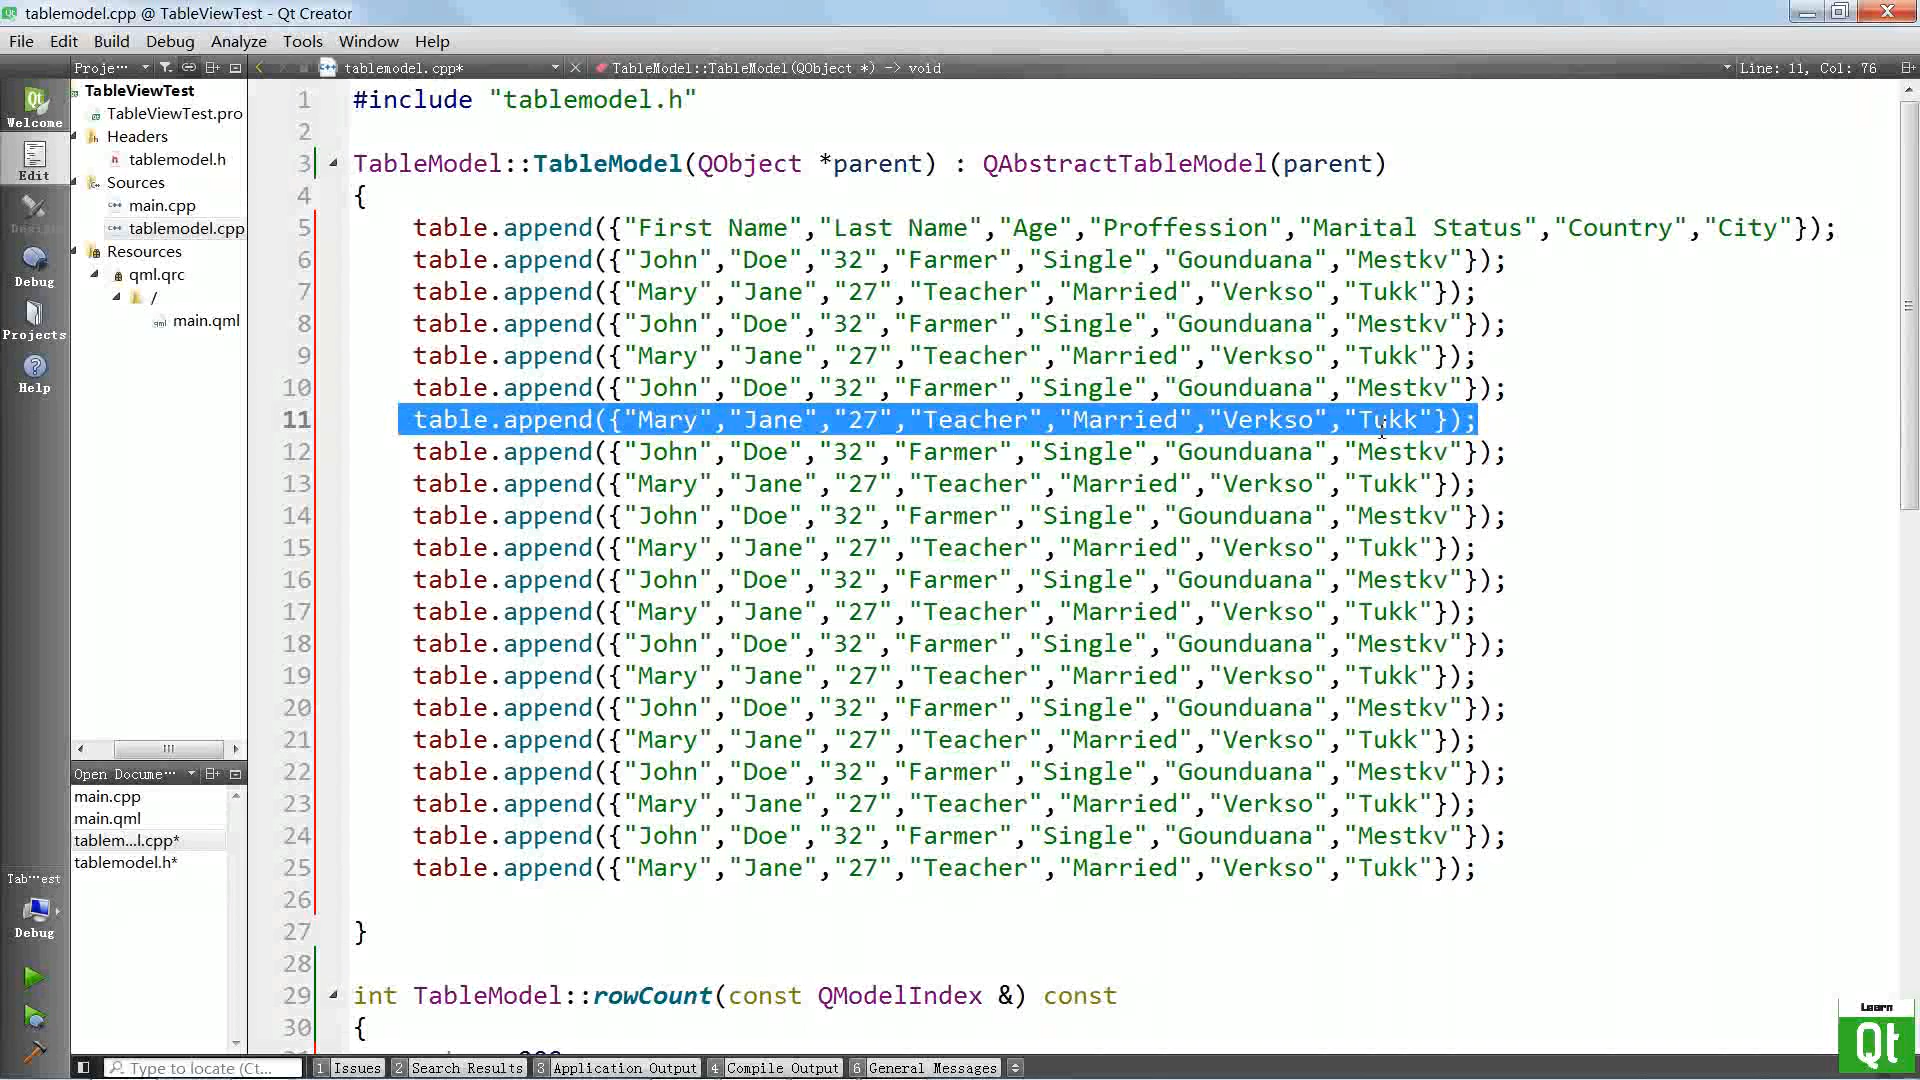 tablemodel.cpp @ TableViewTest - Qt Creator
File Edit Build Debug Analyze Tools Window Help
Proje··· tablemodel.cpp* TableModel::TableModel(QObject *) -> void Line: 11, Col: 76
Welcome
Edit
Design
Debug
Projects
Help
TableViewTest
TableViewTest.pro
Headers
tablemodel.h
Sources
main.cpp
tablemodel.cpp
Resources
qml.qrc
/
main.qml
Open Docume···
main.cpp
main.qml
tablem...l.cpp*
tablemodel.h*
Tab···est
Debug
1 #include "tablemodel.h"
2
3 TableModel::TableModel(QObject *parent) : QAbstractTableModel(parent)
4 {
5 table.append({"First Name","Last Name","Age","Proffession","Marital Status","Country","City"});
6 table.append({"John","Doe","32","Farmer","Single","Gounduana","Mestkv"});
7 table.append({"Mary","Jane","27","Teacher","Married","Verkso","Tukk"});
8 table.append({"John","Doe","32","Farmer","Single","Gounduana","Mestkv"});
9 table.append({"Mary","Jane","27","Teacher","Married","Verkso","Tukk"});
10 table.append({"John","Doe","32","Farmer","Single","Gounduana","Mestkv"});
11 table.append({"Mary","Jane","27","Teacher","Married","Verkso","Tukk"});
12 table.append({"John","Doe","32","Farmer","Single","Gounduana","Mestkv"});
13 table.append({"Mary","Jane","27","Teacher","Married","Verkso","Tukk"});
14 table.append({"John","Doe","32","Farmer","Single","Gounduana","Mestkv"});
15 table.append({"Mary","Jane","27","Teacher","Married","Verkso","Tukk"});
16 table.append({"John","Doe","32","Farmer","Single","Gounduana","Mestkv"});
17 table.append({"Mary","Jane","27","Teacher","Married","Verkso","Tukk"});
18 table.append({"John","Doe","32","Farmer","Single","Gounduana","Mestkv"});
19 table.append({"Mary","Jane","27","Teacher","Married","Verkso","Tukk"});
20 table.append({"John","Doe","32","Farmer","Single","Gounduana","Mestkv"});
21 table.append({"Mary","Jane","27","Teacher","Married","Verkso","Tukk"});
22 table.append({"John","Doe","32","Farmer","Single","Gounduana","Mestkv"});
23 table.append({"Mary","Jane","27","Teacher","Married","Verkso","Tukk"});
24 table.append({"John","Doe","32","Farmer","Single","Gounduana","Mestkv"});
25 table.append({"Mary","Jane","27","Teacher","Married","Verkso","Tukk"});
26
27 }
28
29 int TableModel::rowCount(const QModelIndex &) const
30 {
Type to locate (Ct... 1 Issues 2 Search Results 3 Application Output 4 Compile Output 6 General Messages
Learn
Qt